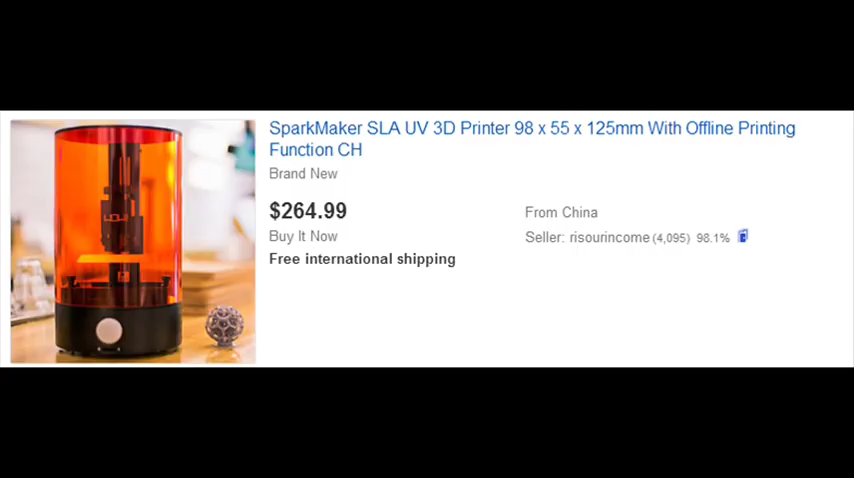 SparkMaker SLA UV 3D Printer 98 x 55 x 125mm With Offline Printing
Function CH
Brand New
$264.99
From China
Buy It Now
Seller: risourincome (4,095) 98.1%
Free international shipping